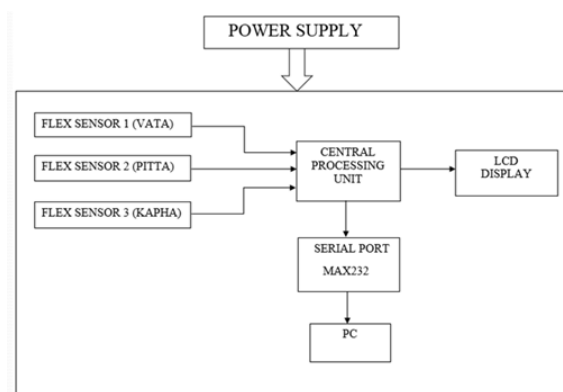 POWER SUPPLY
FLEX SENSOR 1 (VATA)
FLEX SENSOR 2 (PITTA)
FLEX SENSOR 3 (KAPHA)
CENTRAL
PROCESSING
UNIT
LCD
DISPLAY
SERIAL PORT
MAX232
PC